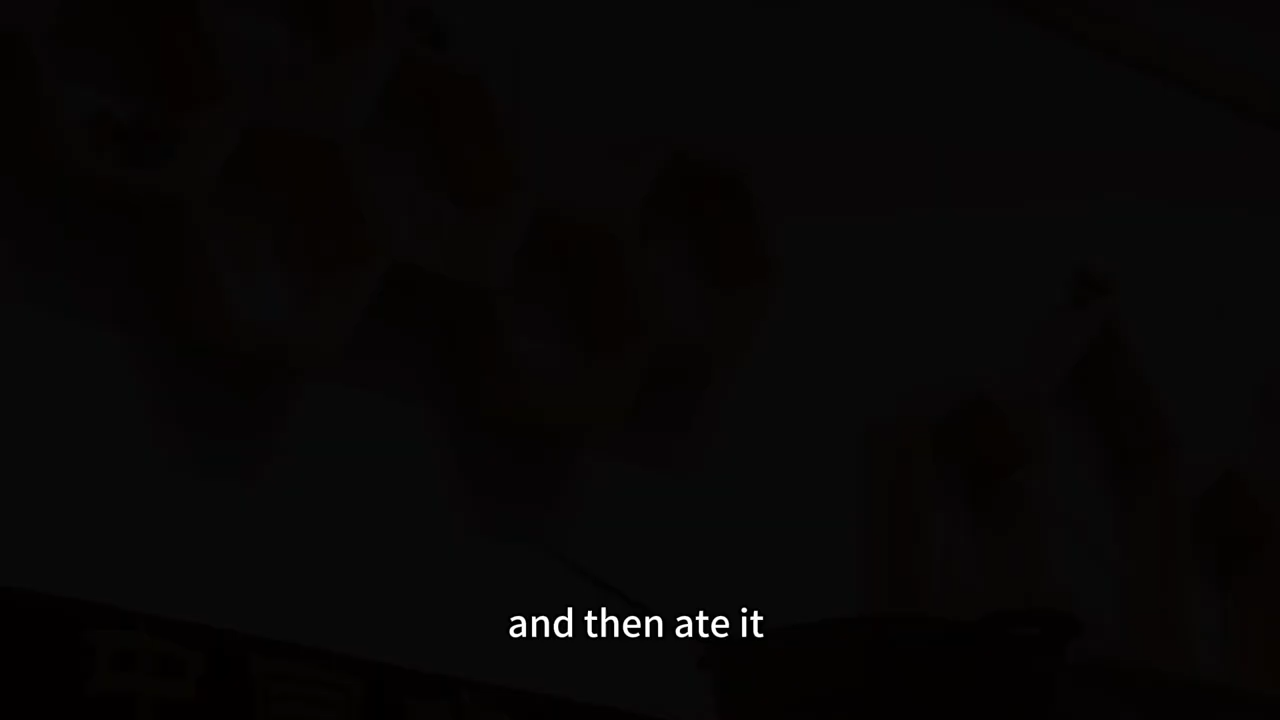 and then ate it